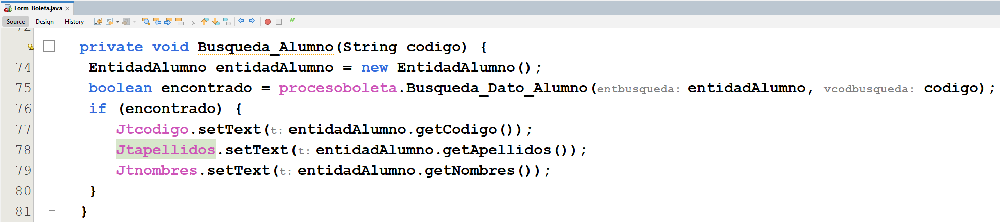 Form_Boleta.java
Source Design History
72
private void Busqueda_Alumno(String codigo) {
74 EntidadAlumno entidadAlumno = new EntidadAlumno();
75 boolean encontrado = procesoboleta.Busqueda_Dato_Alumno(entbusqueda: entidadAlumno, vcodbusqueda: codigo);
76 if (encontrado) {
77 Jtcodigo.setText(t: entidadAlumno.getCodigo());
78 Jtapellidos.setText(t: entidadAlumno.getApellidos());
79 Jtnombres.setText(t: entidadAlumno.getNombres());
80 }
81 }